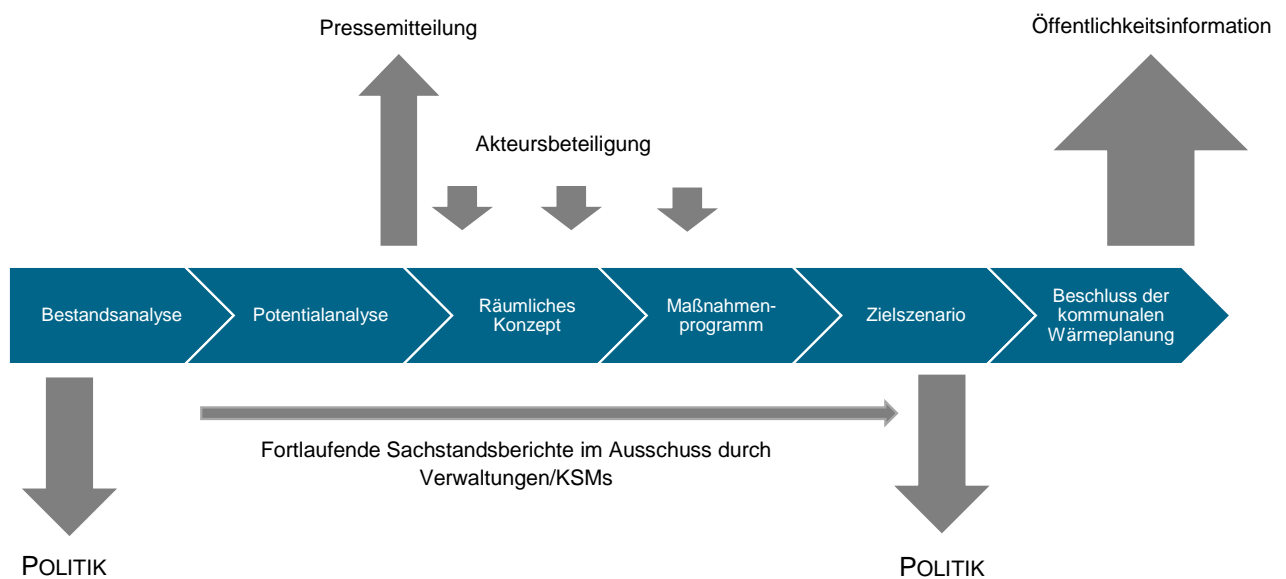 Pressemitteilung
Öffentlichkeitsinformation
Akteursbeteiligung
Bestandsanalyse
Potentialanalyse
Räumliches
Konzept
Maßnahmen-
programm
Zielszenario
Beschluss der
kommunalen
Wärmeplanung
Fortlaufende Sachstandsberichte im Ausschuss durch
Verwaltungen/KSMs
POLITIK
POLITIK